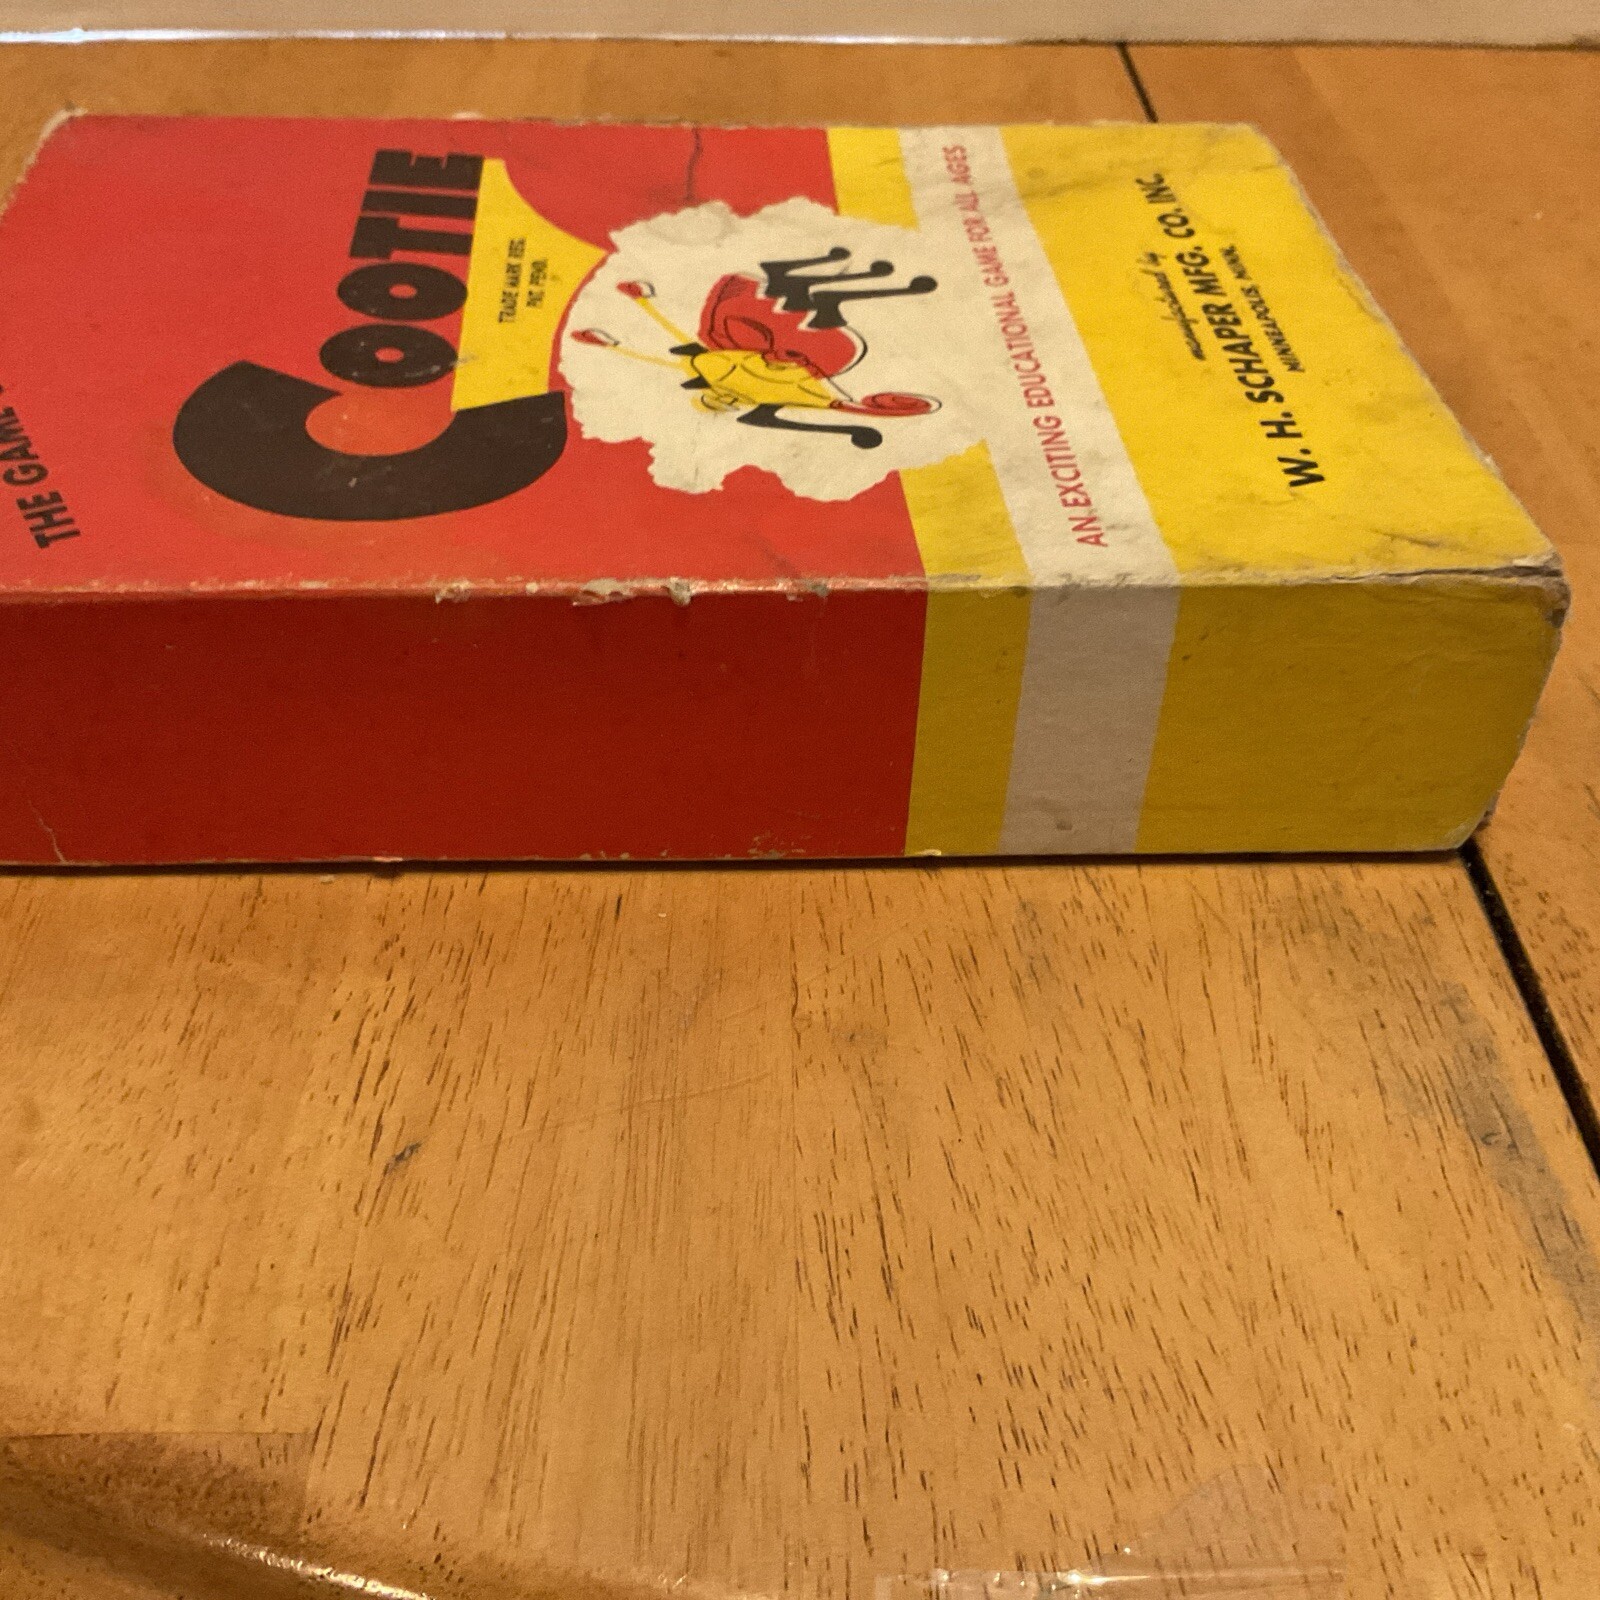 THE GAME
COOTIE
TRADE MARK REG.
PAT. PEND.
AN EXCITING EDUCATIONAL GAME FOR ALL AGES
manufactured by
W. H. SCHAPER MFG. CO. INC.
MINNEAPOLIS, MINN.